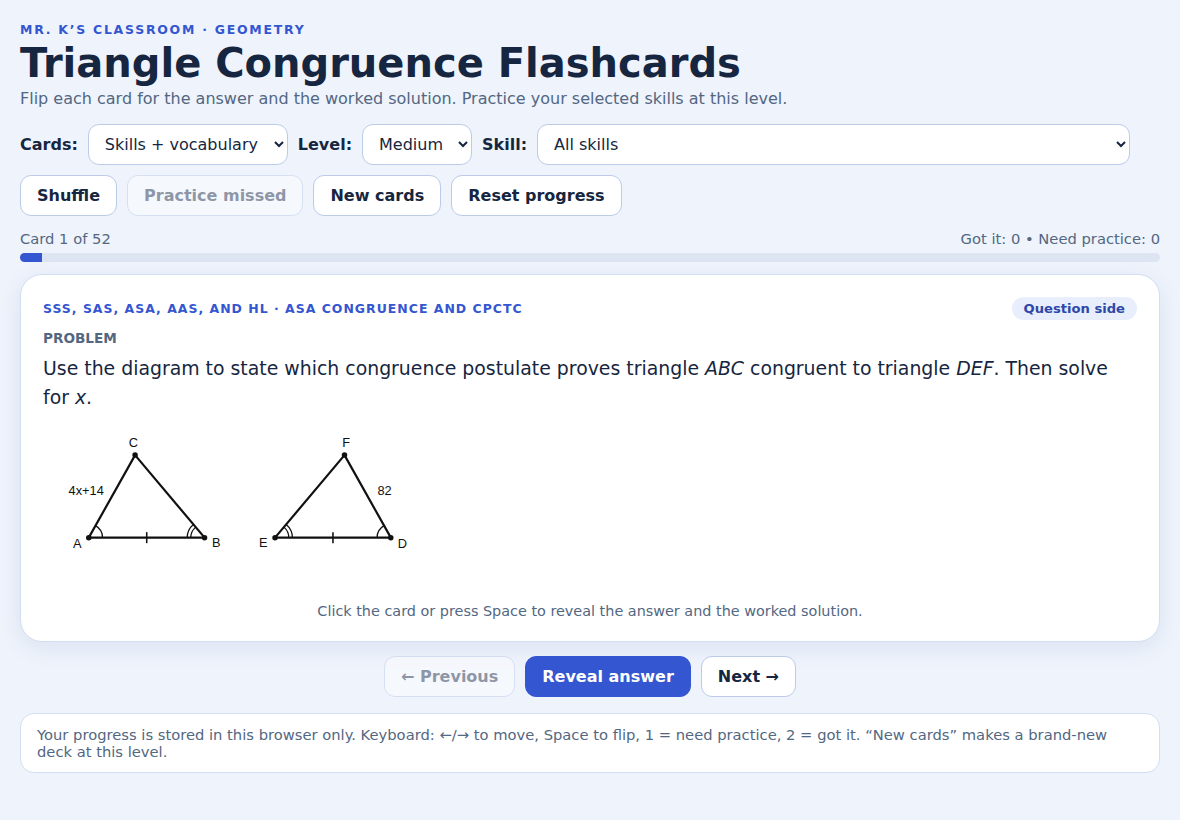 MR. K’S CLASSROOM · GEOMETRY
Triangle Congruence Flashcards
Flip each card for the answer and the worked solution. Practice your selected skills at this level.
Cards: Skills + vocabulary Level: Medium Skill: All skills
Shuffle Practice missed New cards Reset progress
Card 1 of 52 Got it: 0 • Need practice: 0
SSS, SAS, ASA, AAS, AND HL · ASA CONGRUENCE AND CPCTC Question side
PROBLEM
Use the diagram to state which congruence postulate proves triangle ABC congruent to triangle DEF. Then solve
for x.
C F
4x+14 82
A B E D
Click the card or press Space to reveal the answer and the worked solution.
← Previous Reveal answer Next →
Your progress is stored in this browser only. Keyboard: ←/→ to move, Space to flip, 1 = need practice, 2 = got it. “New cards” makes a brand-new
deck at this level.